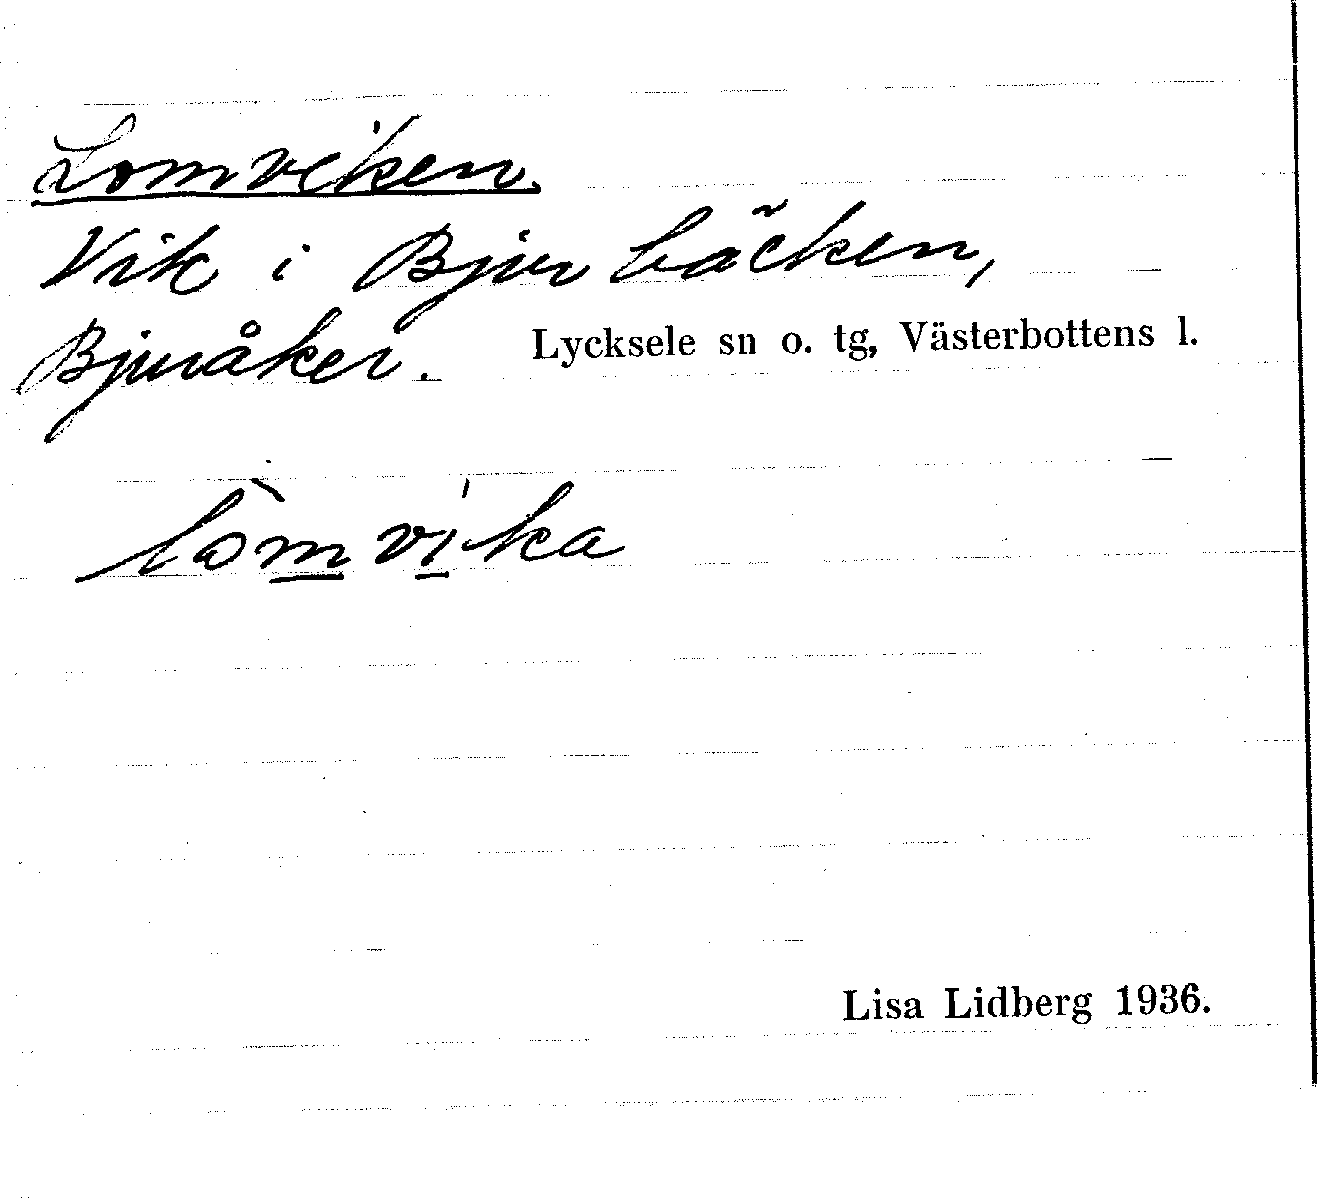 Lomviken.
Vik i Bjurbäcken,
Bjuråker. Lycksele sn o. tg, Västerbottens l.
lòmvika
Lisa Lidberg 1936.